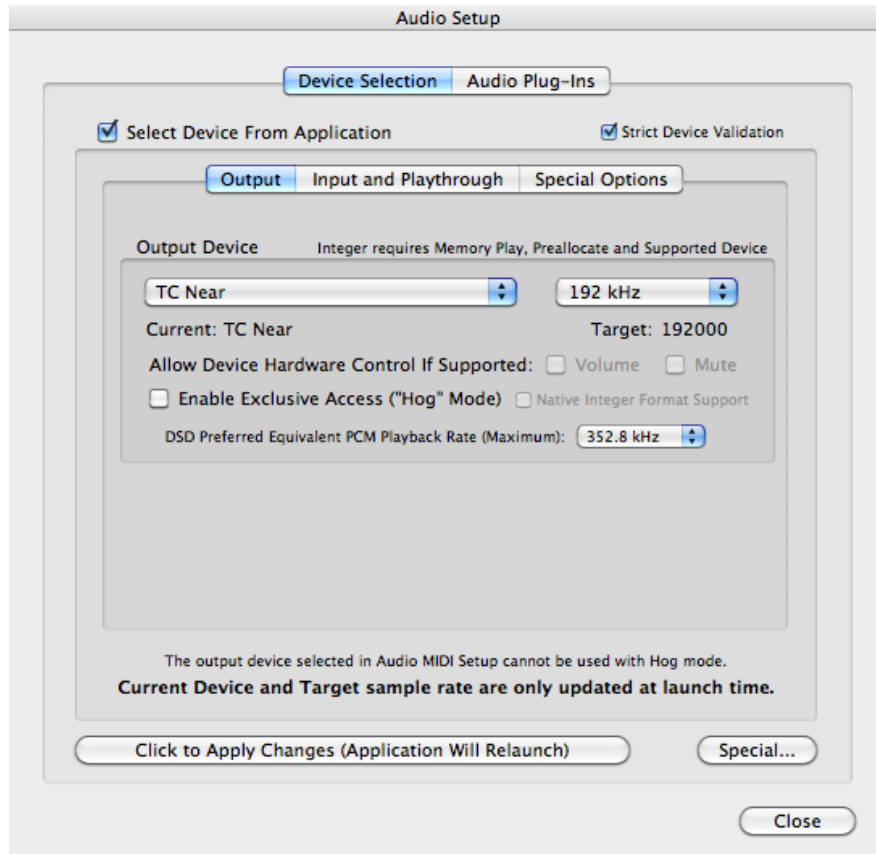 Audio Setup
Device Selection Audio Plug-Ins
Select Device From Application Strict Device Validation
Output Input and Playthrough Special Options
Output Device Integer requires Memory Play, Preallocate and Supported Device
TC Near 192 kHz
Current: TC Near Target: 192000
Allow Device Hardware Control If Supported: Volume Mute
Enable Exclusive Access ("Hog" Mode) Native Integer Format Support
DSD Preferred Equivalent PCM Playback Rate (Maximum): 352.8 kHz
The output device selected in Audio MIDI Setup cannot be used with Hog mode.
Current Device and Target sample rate are only updated at launch time.
Click to Apply Changes (Application Will Relaunch) Special...
Close